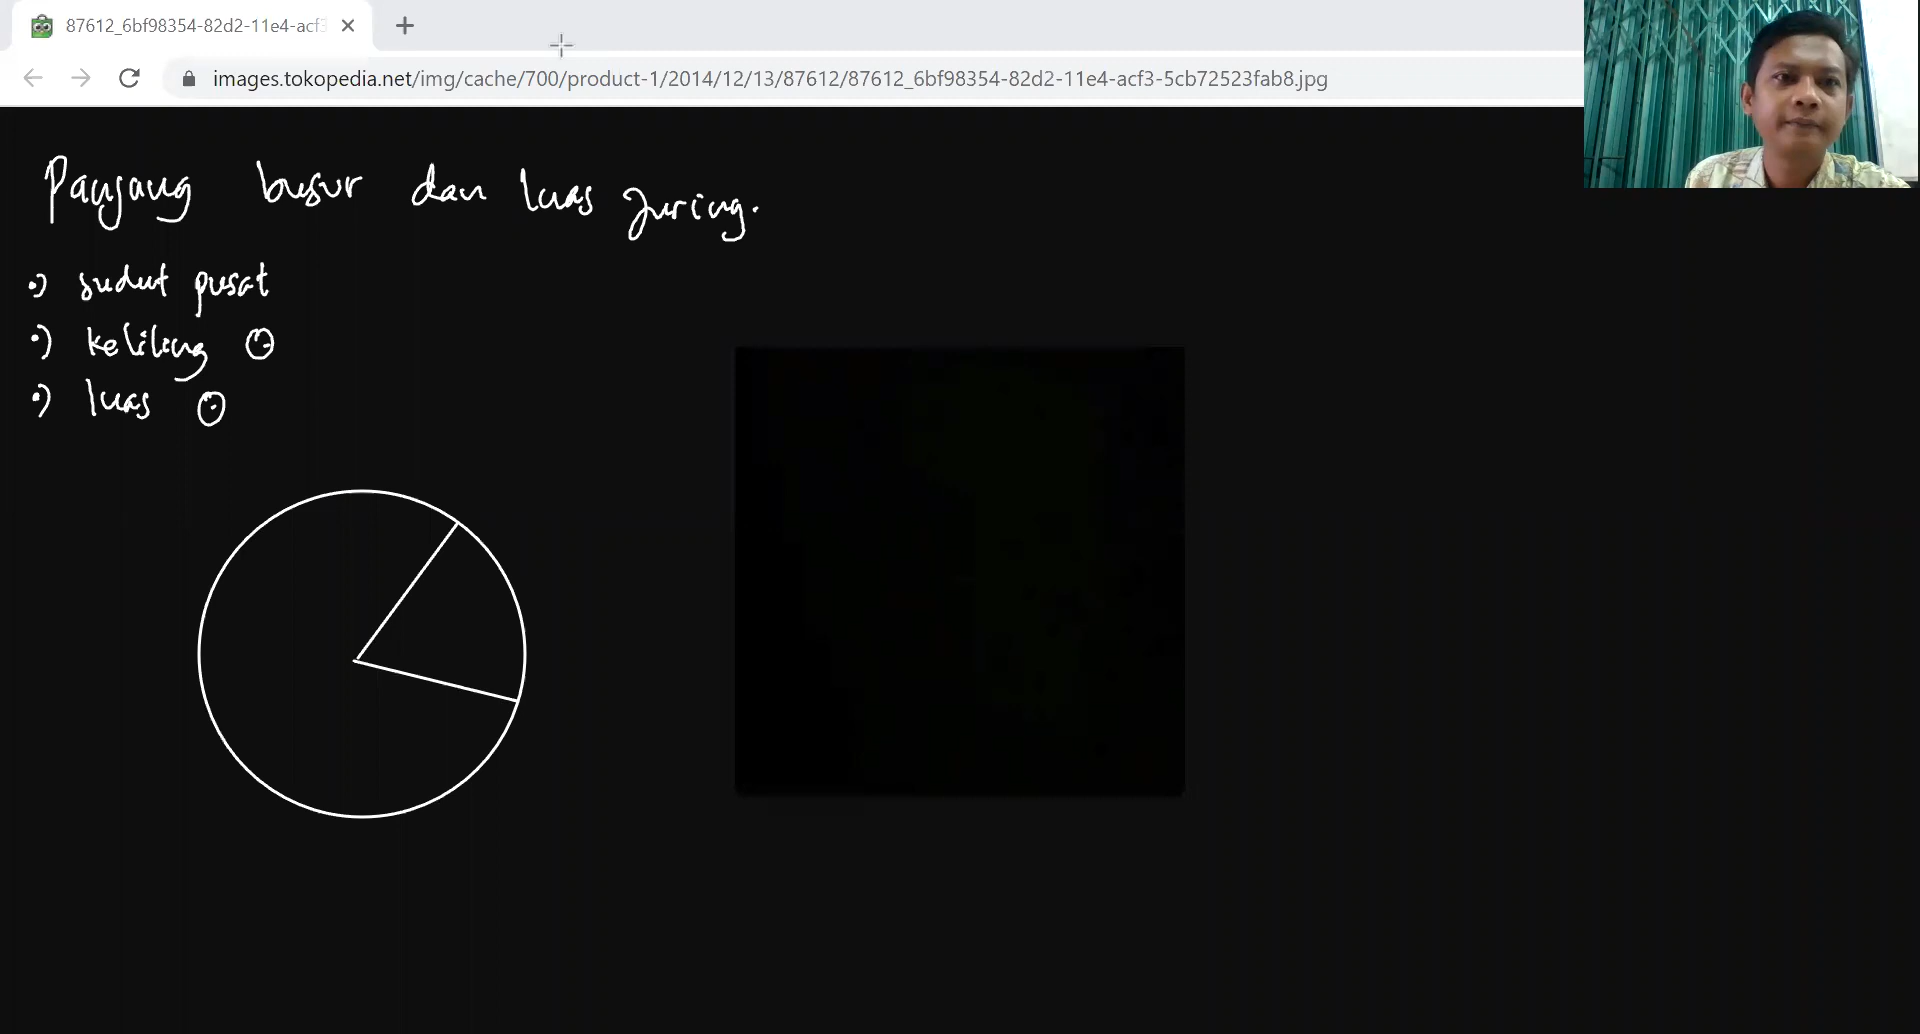 87612_6bf98354-82d2-11e4-acf3
images.tokopedia.net/img/cache/700/product-1/2014/12/13/87612/87612_6bf98354-82d2-11e4-acf3-5cb72523fab8.jpg
Panjang busur dan luas juring.
•) sudut pusat
•) keliling ⊙
•) luas ⊙